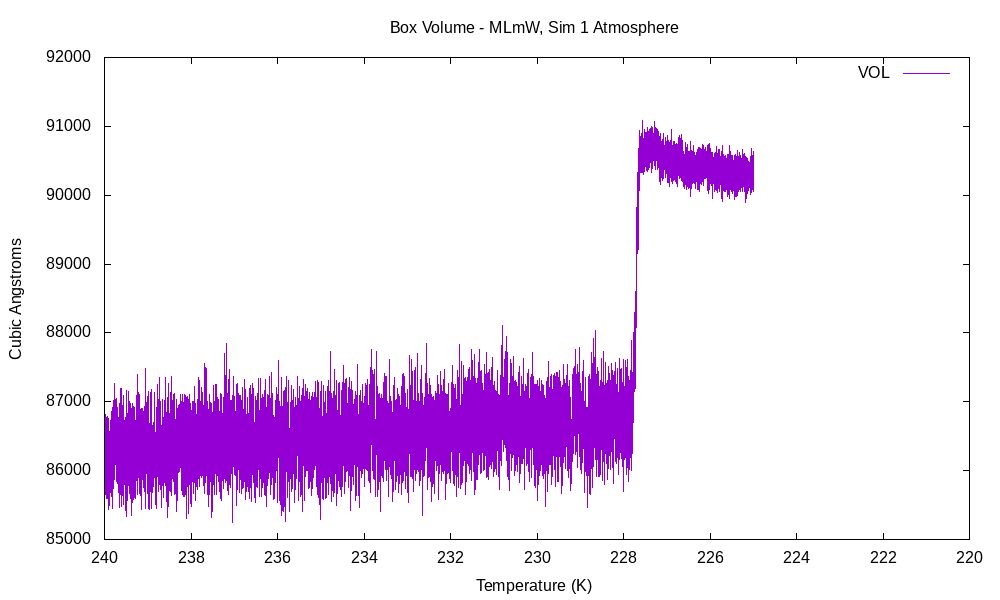 Box Volume - MLmW, Sim 1 Atmosphere
92000
VOL
91000
90000
89000
88000
87000
86000
85000
Cubic Angstroms
240 238 236 234 232 230 228 226 224 222 220
Temperature (K)